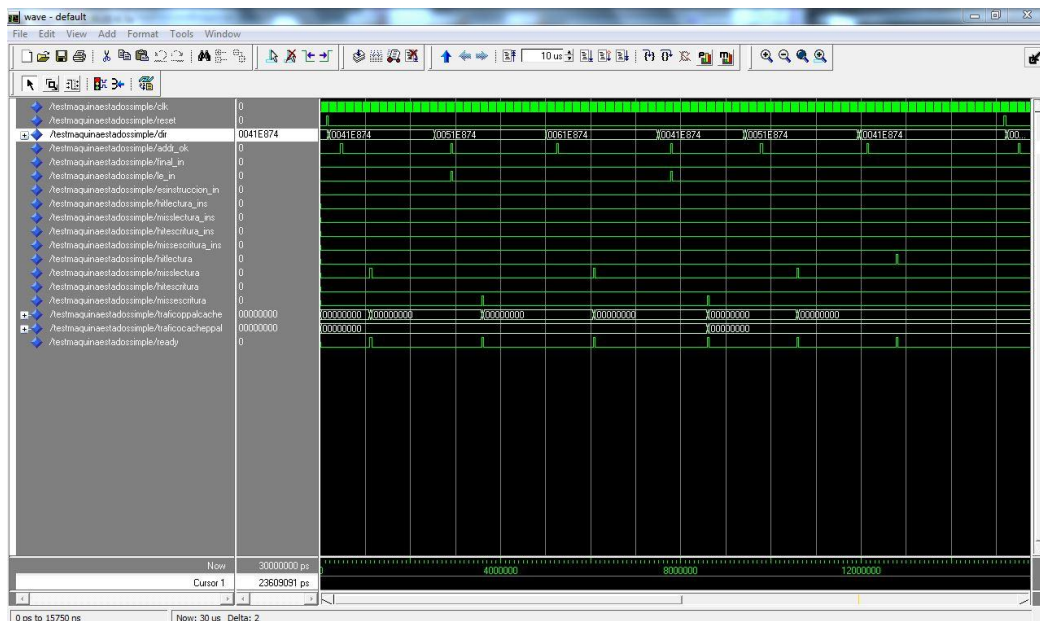 wave - default
File Edit View Add Format Tools Window
10 us
/testmaquinaestadossimple/clk 0
/testmaquinaestadossimple/reset 0
/testmaquinaestadossimple/dir 0041E874 0041E874 0051E874 0061E874 0041E874 0051E874 0041E874 00...
/testmaquinaestadossimple/addr_ok 0
/testmaquinaestadossimple/final_in 0
/testmaquinaestadossimple/le_in 0
/testmaquinaestadossimple/esinstruccion_in 0
/testmaquinaestadossimple/hitlectura_ins 0
/testmaquinaestadossimple/misslectura_ins 0
/testmaquinaestadossimple/hitescritura_ins 0
/testmaquinaestadossimple/missescritura_ins 0
/testmaquinaestadossimple/hitlectura 0
/testmaquinaestadossimple/misslectura 0
/testmaquinaestadossimple/hitescritura 0
/testmaquinaestadossimple/missescritura 0
/testmaquinaestadossimple/traficoppalcache 00000000 00000000 00000000 00000000 00000000 00000000 00000000
/testmaquinaestadossimple/traficocacheppal 00000000 00000000 00000000
/testmaquinaestadossimple/ready 0
Now 30000000 ps 0 4000000 8000000 12000000
Cursor 1 23609091 ps
0 ps to 15750 ns Now: 30 us Delta: 2